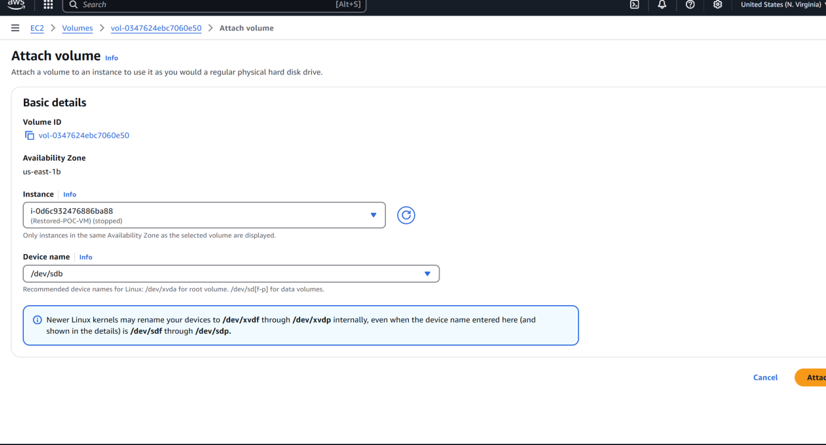 aws
Search
[Alt+S]
United States (N. Virginia)
EC2 > Volumes > vol-0347624ebc7060e50 > Attach volume
Attach volume Info
Attach a volume to an instance to use it as you would a regular physical hard disk drive.
Basic details
Volume ID
vol-0347624ebc7060e50
Availability Zone
us-east-1b
Instance | Info
i-0d6c932476886ba88
(Restored-POC-VM) (stopped)
Only instances in the same Availability Zone as the selected volume are displayed.
Device name | Info
/dev/sdb
Recommended device names for Linux: /dev/xvda for root volume. /dev/sd[f-p] for data volumes.
Newer Linux kernels may rename your devices to /dev/xvdf through /dev/xvdp internally, even when the device name entered here (and
shown in the details) is /dev/sdf through /dev/sdp.
Cancel
Attac